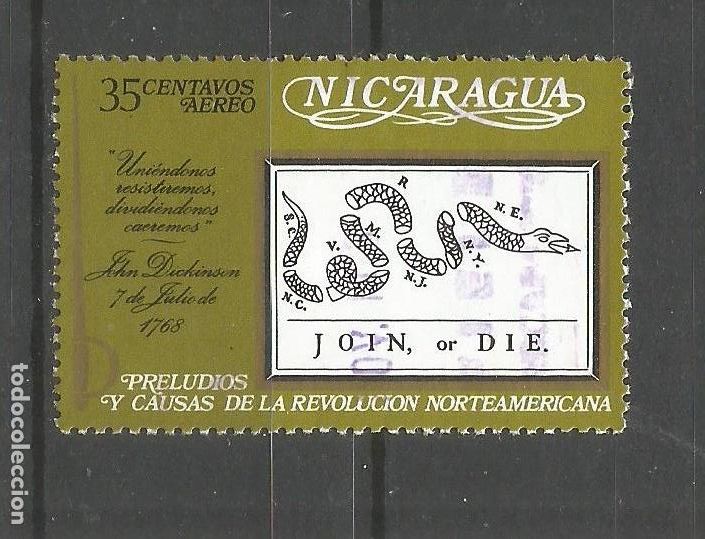 35 CENTAVOS
AEREO
NICARAGUA
"Uniéndonos
resistiremos,
dividiéndonos
caeremos"
John Dickinson
7 de Julio de
1768
S.C.
N.C.
V.
M.
R
N.J.
N.Y.
N.E.
JOIN, or DIE.
PRELUDIOS
Y CAUSAS DE LA REVOLUCION NORTEAMERICANA
todocoleccion